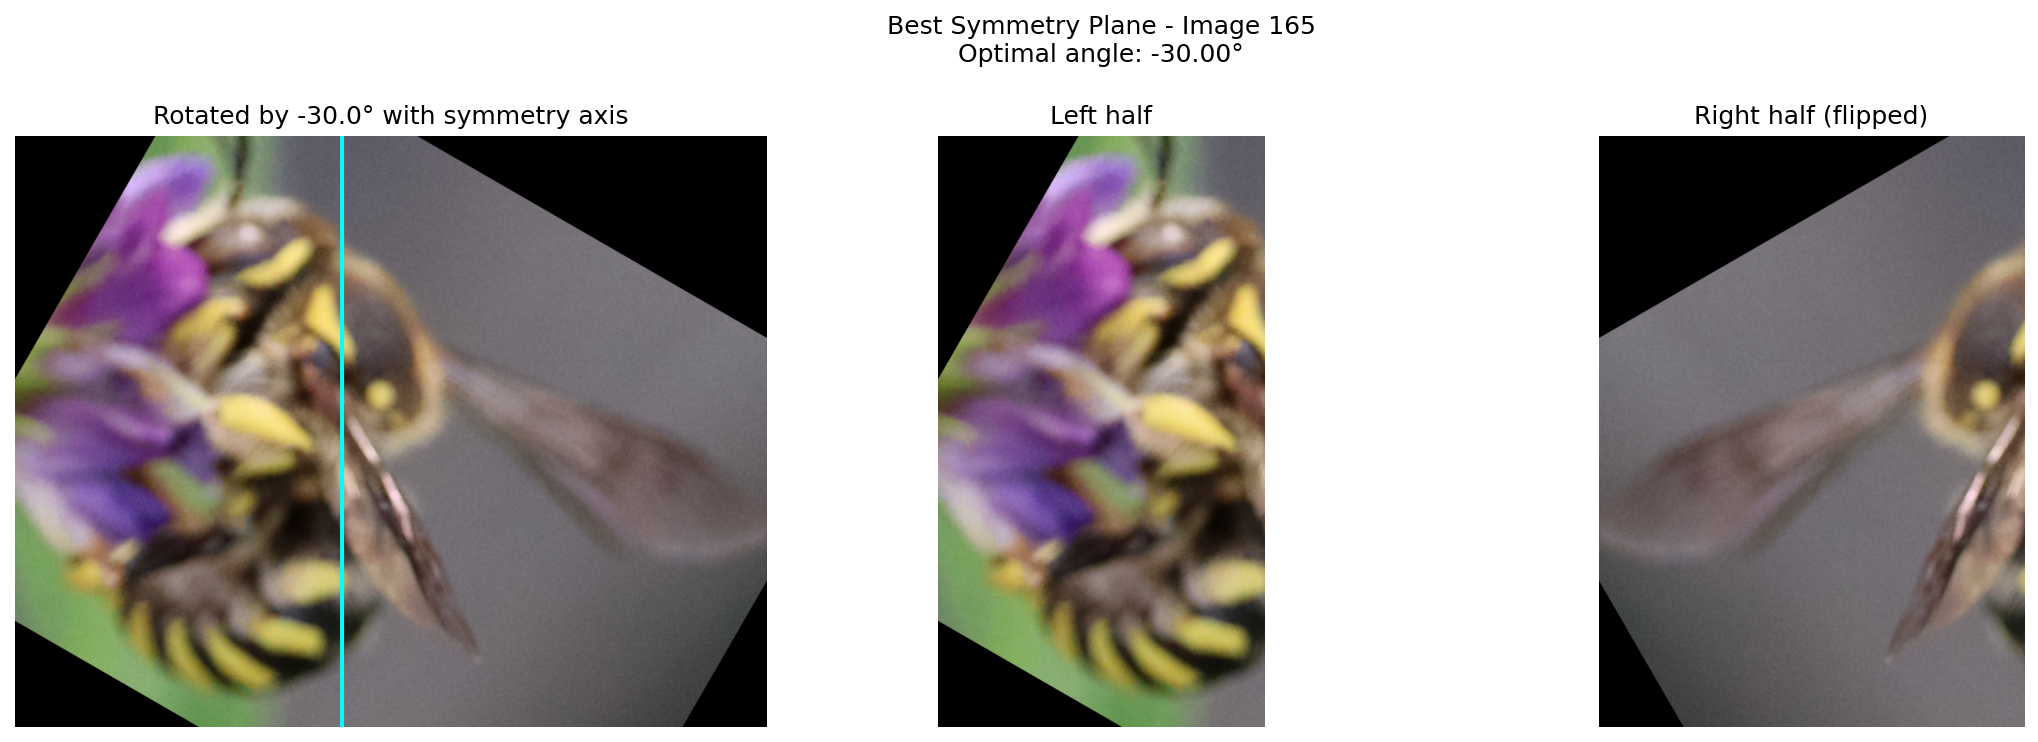 Best Symmetry Plane - Image 165
Optimal angle: -30.00°
Rotated by -30.0° with symmetry axis
Left half
Right half (flipped)